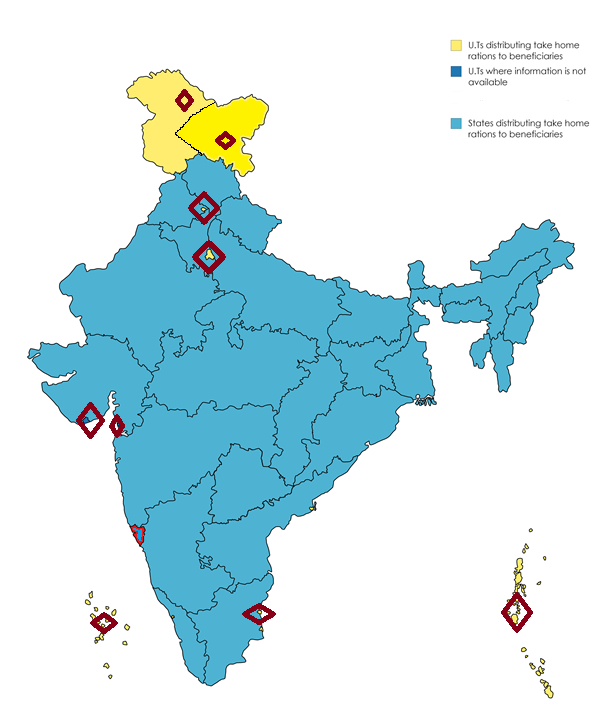 U.Ts distributing take home
rations to beneficiaries
U.Ts where information is not
available
States distributing take home
rations to beneficiaries